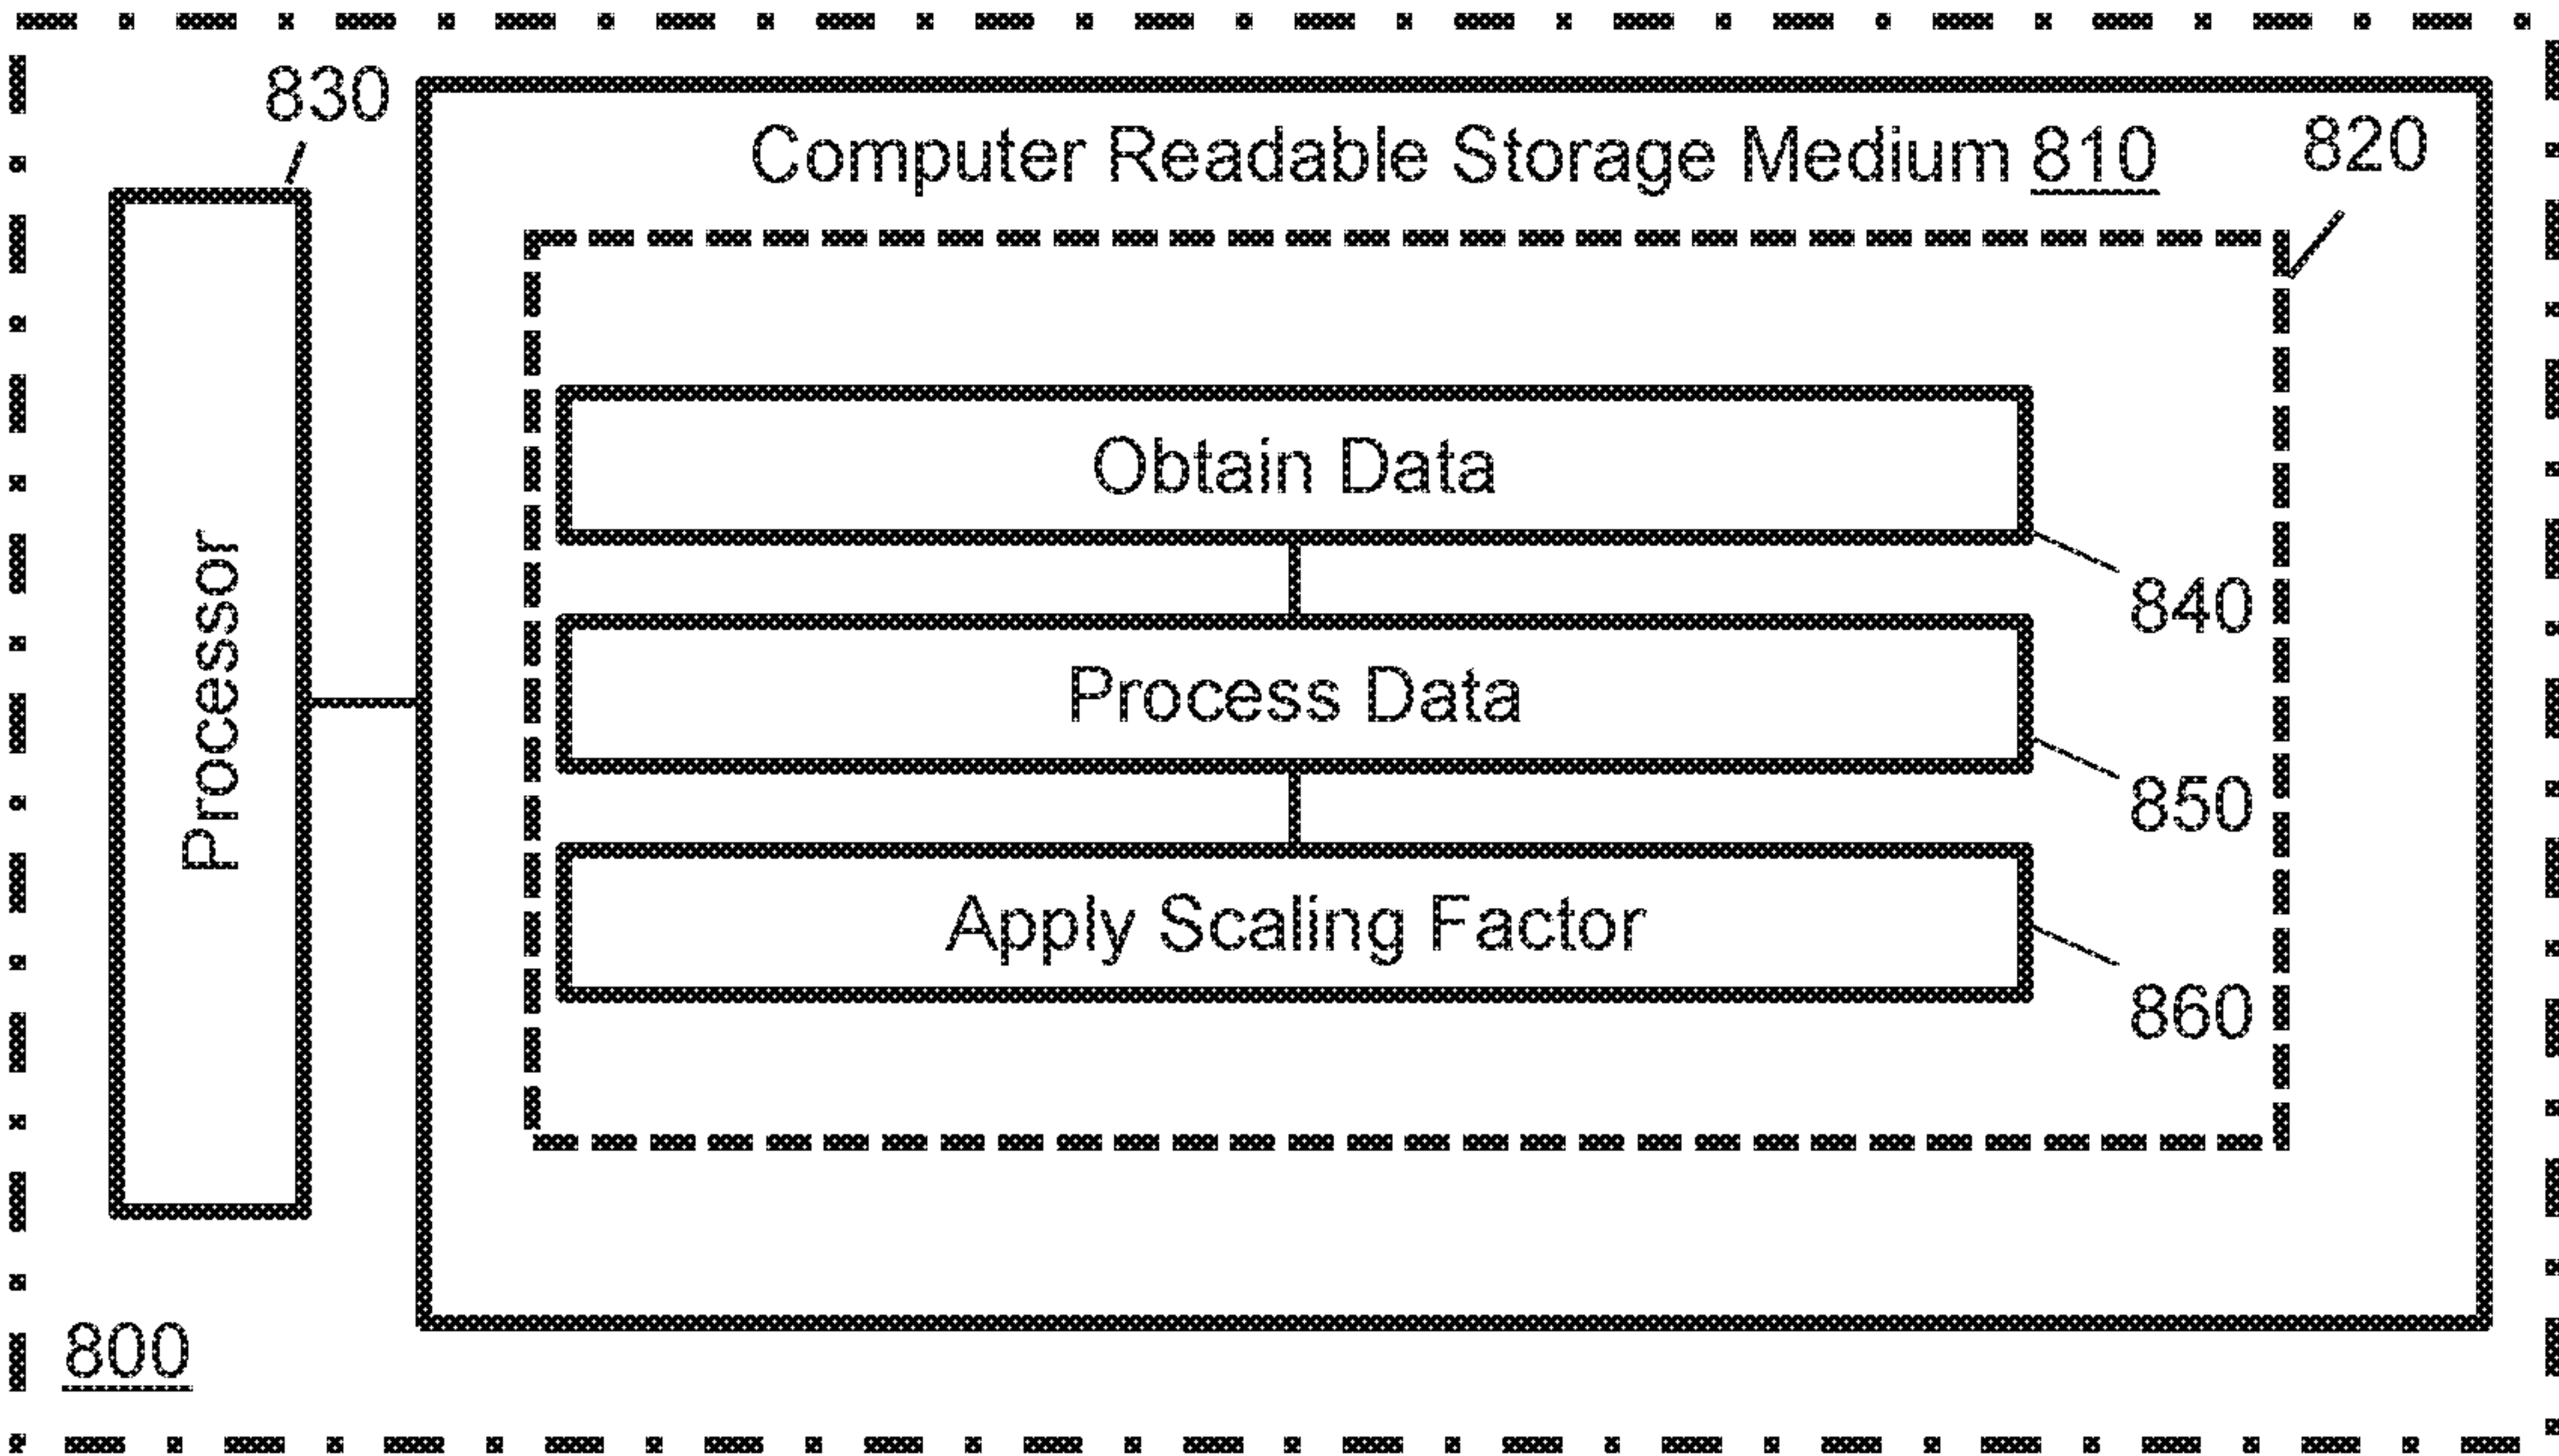 830
Computer Readable Storage Medium 810
820
Processor
Obtain Data
840
Process Data
850
Apply Scaling Factor
860
800